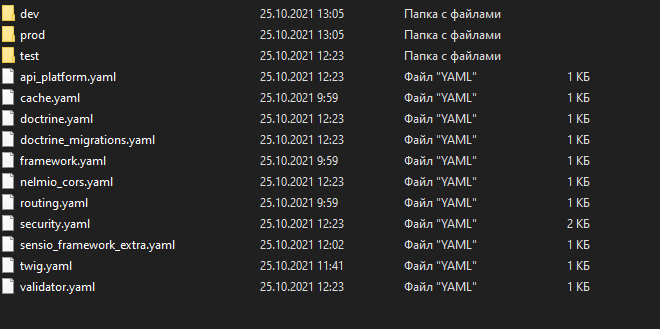 dev 25.10.2021 13:05 Папка с файлами
prod 25.10.2021 13:05 Папка с файлами
test 25.10.2021 12:23 Папка с файлами
api_platform.yaml 25.10.2021 12:23 Файл "YAML" 1 КБ
cache.yaml 25.10.2021 9:59 Файл "YAML" 1 КБ
doctrine.yaml 25.10.2021 12:23 Файл "YAML" 1 КБ
doctrine_migrations.yaml 25.10.2021 12:23 Файл "YAML" 1 КБ
framework.yaml 25.10.2021 9:59 Файл "YAML" 1 КБ
nelmio_cors.yaml 25.10.2021 12:23 Файл "YAML" 1 КБ
routing.yaml 25.10.2021 9:59 Файл "YAML" 1 КБ
security.yaml 25.10.2021 12:23 Файл "YAML" 2 КБ
sensio_framework_extra.yaml 25.10.2021 12:02 Файл "YAML" 1 КБ
twig.yaml 25.10.2021 11:41 Файл "YAML" 1 КБ
validator.yaml 25.10.2021 12:23 Файл "YAML" 1 КБ